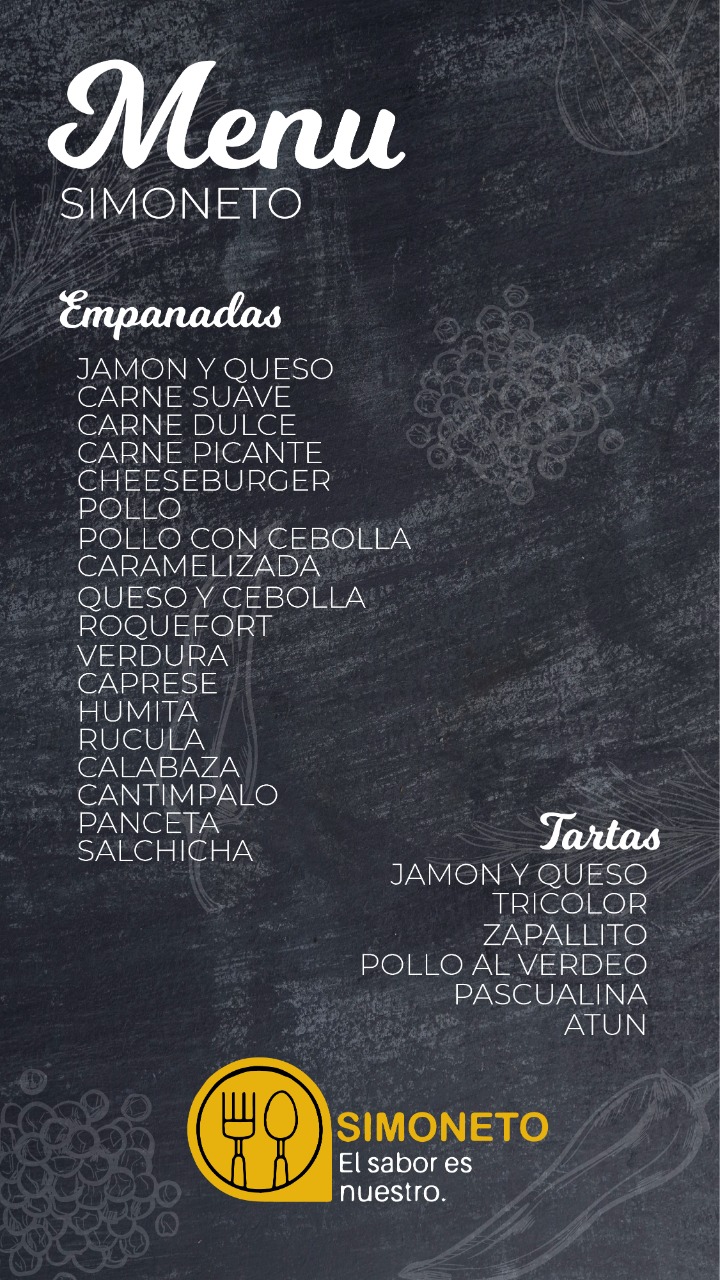 Menu
SIMONETO
Empanadas
JAMON Y QUESO
CARNE SUAVE
CARNE DULCE
CARNE PICANTE
CHEESEBURGER
POLLO
POLLO CON CEBOLLA
CARAMELIZADA
QUESO Y CEBOLLA
ROQUEFORT
VERDURA
CAPRESE
HUMITA
RUCULA
CALABAZA
CANTIMPALO
PANCETA
SALCHICHA
Tartas
JAMON Y QUESO
TRICOLOR
ZAPALLITO
POLLO AL VERDEO
PASCUALINA
ATUN
SIMONETO
El sabor es
nuestro.